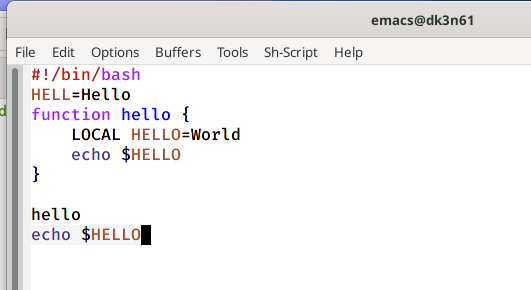 emacs@dk3n61
File Edit Options Buffers Tools Sh-Script Help
#!/bin/bash
HELL=Hello
function hello {
    LOCAL HELLO=World
    echo $HELLO
}
hello
echo $HELLO